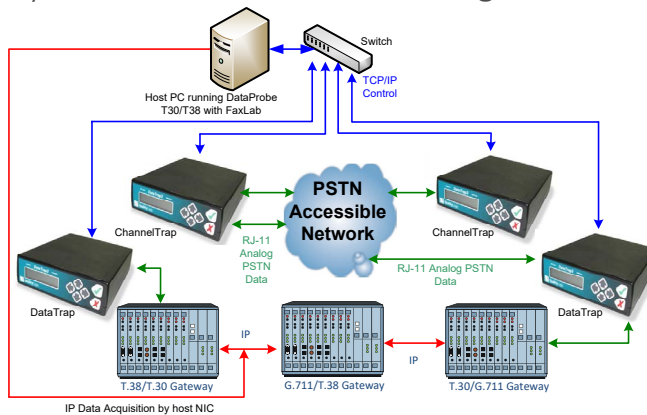 Switch
TCP/IP
Control
Host PC running DataProbe
T30/T38 with FaxLab
PSTN
Accessible
Network
ChannelTrap
ChannelTrap
RJ-11
Analog
PSTN
Data
RJ-11 Analog PSTN
Data
DataTrap
DataTrap
IP
IP
T.38/T.30 Gateway
G.711/T.38 Gateway
T.30/G.711 Gateway
IP Data Acquisition by host NIC